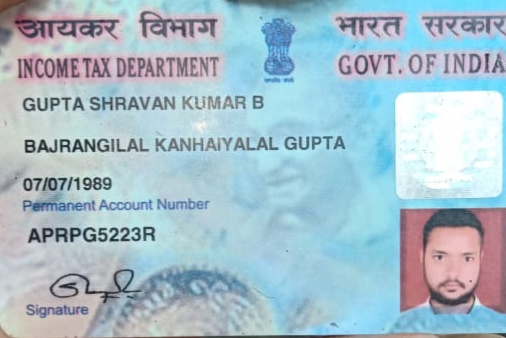 आयकर विभाग
भारत सरकार
INCOME TAX DEPARTMENT
GOVT. OF INDIA
GUPTA SHRAVAN KUMAR B
BAJRANGILAL KANHAIYALAL GUPTA
07/07/1989
Permanent Account Number
APRPG5223R
Signature